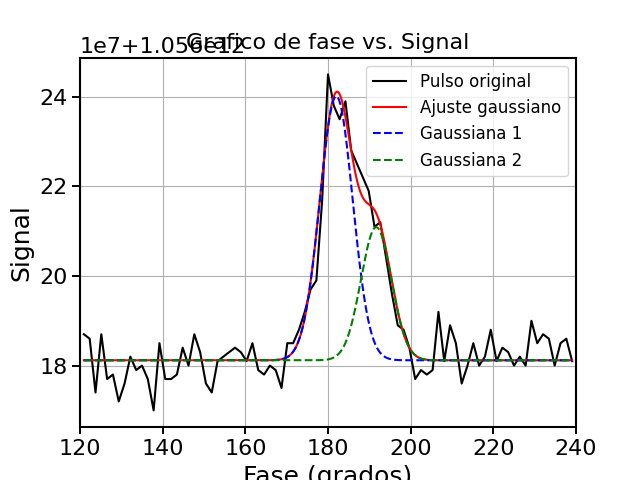 Grafico de fase vs. Signal
1e7+1.056e12
Pulso original
Ajuste gaussiano
Gaussiana 1
Gaussiana 2
24
22
20
18
Signal
120 140 160 180 200 220 240
Fase (grados)